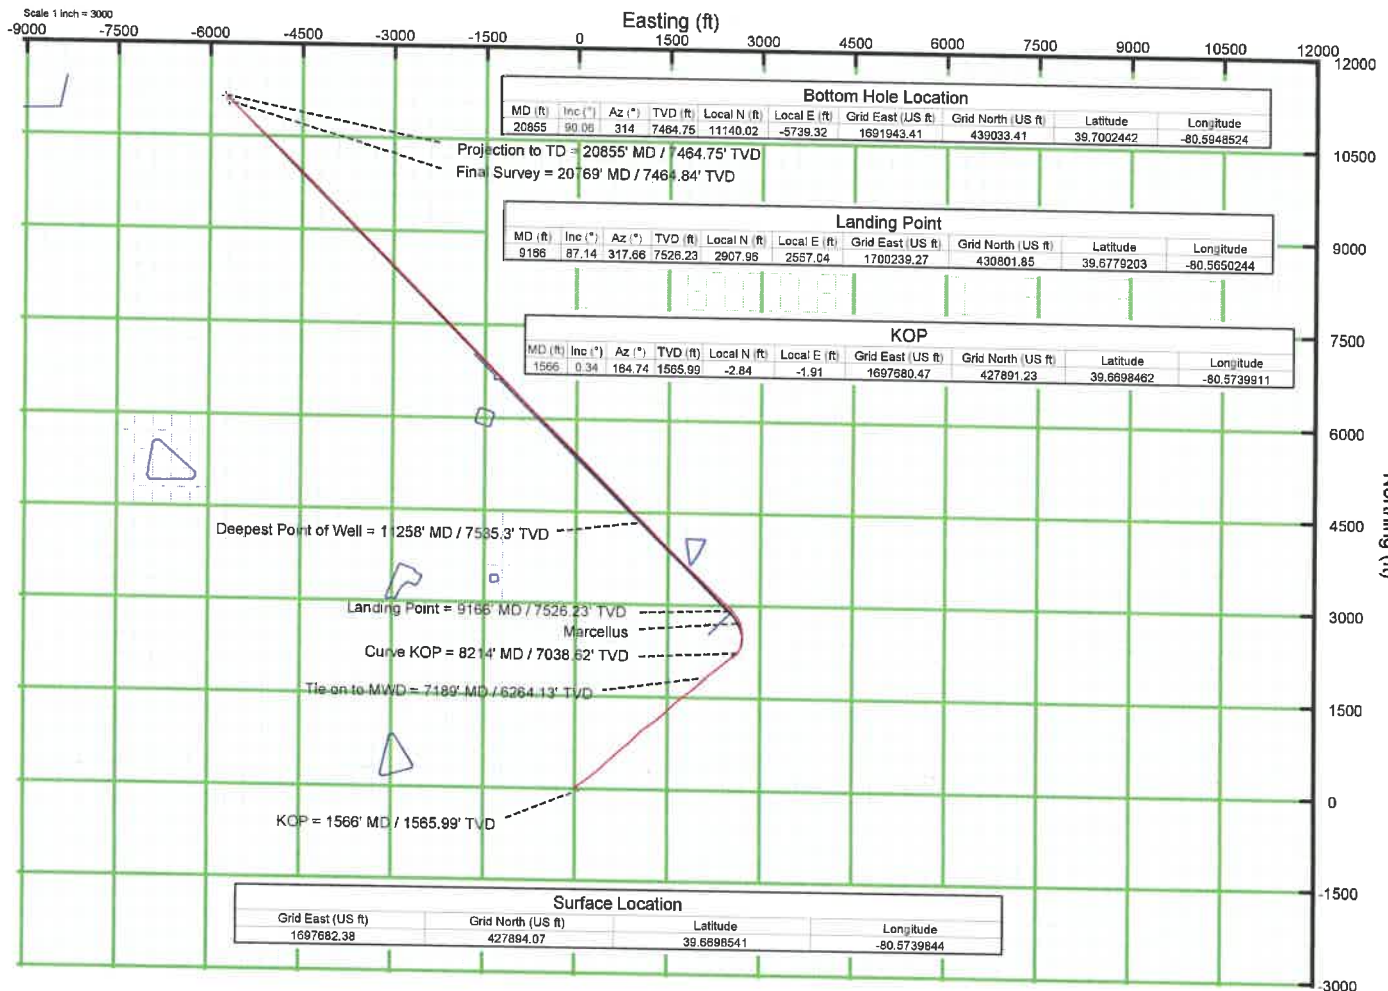 Scale 1 inch = 3000
Easting (ft)
-9000 -7500 -6000 -4500 -3000 -1500 0 1500 3000 4500 6000 7500 9000 10500 12000
12000
Bottom Hole Location
MD (ft) Inc (°) Az (°) TVD (ft) Local N (ft) Local E (ft) Grid East (US ft) Grid North (US ft) Latitude Longitude
20855 90.06 314 7464.75 11140.02 -5739.32 1691943.41 439033.41 39.7002442 -80.5948524
Projection to TD = 20855' MD / 7464.75' TVD
10500
Final Survey = 20769' MD / 7464.84' TVD
Landing Point
MD (ft) Inc (°) Az (°) TVD (ft) Local N (ft) Local E (ft) Grid East (US ft) Grid North (US ft) Latitude Longitude
9166 87.14 317.66 7526.23 2907.96 2557.04 1700239.27 430801.85 39.6779203 -80.5650244
9000
KOP
7500
MD (ft) Inc (°) Az (°) TVD (ft) Local N (ft) Local E (ft) Grid East (US ft) Grid North (US ft) Latitude Longitude
1566 0.34 164.74 1565.99 -2.84 -1.91 1697680.47 427891.23 39.6698462 -80.5739911
6000
Northing (ft)
4500
Deepest Point of Well = 11258' MD / 7535.3' TVD
Landing Point = 9166' MD / 7526.23' TVD
3000
Marcellus
Curve KOP = 8214' MD / 7038.62' TVD
Tie-on to MWD = 7189' MD / 6264.13' TVD
1500
0
KOP = 1566' MD / 1565.99' TVD
-1500
Surface Location
Grid East (US ft) Grid North (US ft) Latitude Longitude
1697682.38 427894.07 39.6698541 -80.5739844
-3000